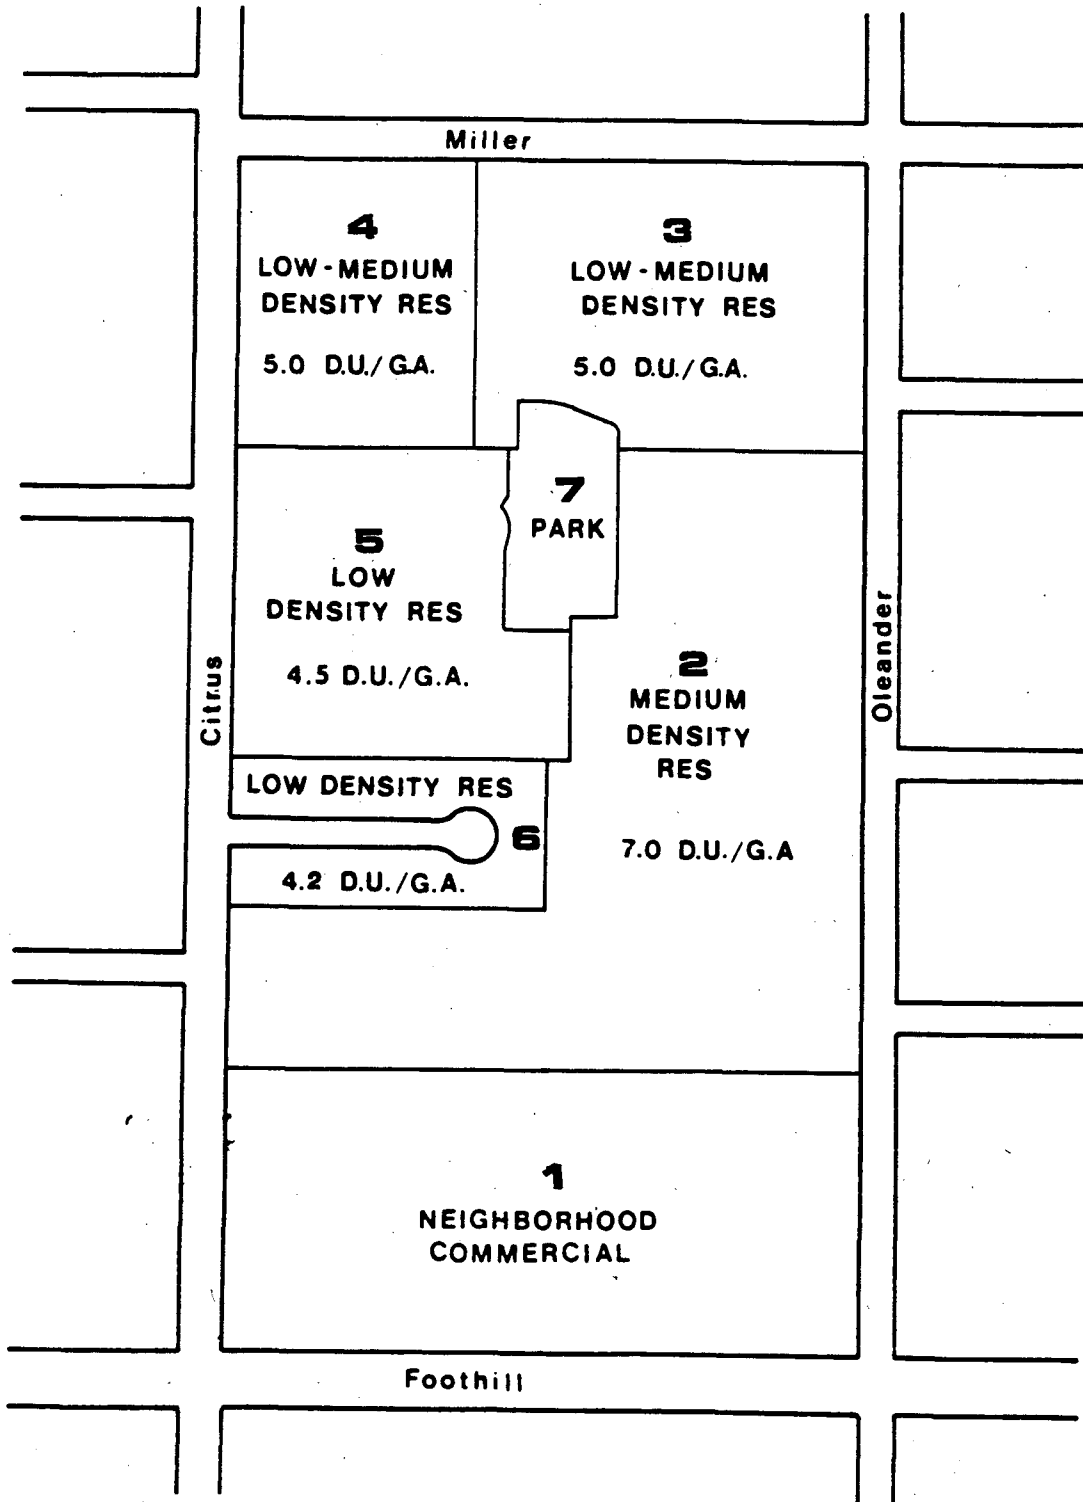 Miller
4
LOW-MEDIUM
DENSITY RES
5.0 D.U./G.A.
3
LOW-MEDIUM
DENSITY RES
5.0 D.U./G.A.
7
PARK
5
LOW
DENSITY RES
4.5 D.U./G.A.
Citrus
Oleander
2
MEDIUM
DENSITY
RES
7.0 D.U./G.A
LOW DENSITY RES
6
4.2 D.U./G.A.
1
NEIGHBORHOOD
COMMERCIAL
Foothill